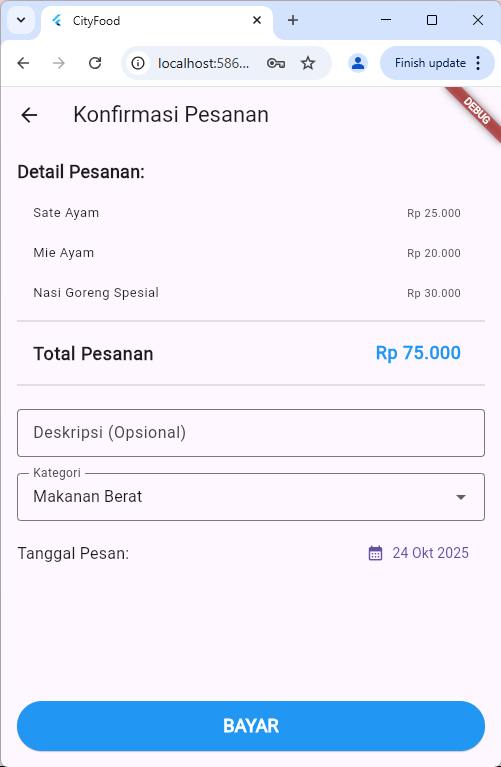 CityFood
localhost:586...
Finish update
Konfirmasi Pesanan
DEBUG
Detail Pesanan:
Sate Ayam Rp 25.000
Mie Ayam Rp 20.000
Nasi Goreng Spesial Rp 30.000
Total Pesanan Rp 75.000
Deskripsi (Opsional)
Kategori
Makanan Berat
Tanggal Pesan: 24 Okt 2025
BAYAR